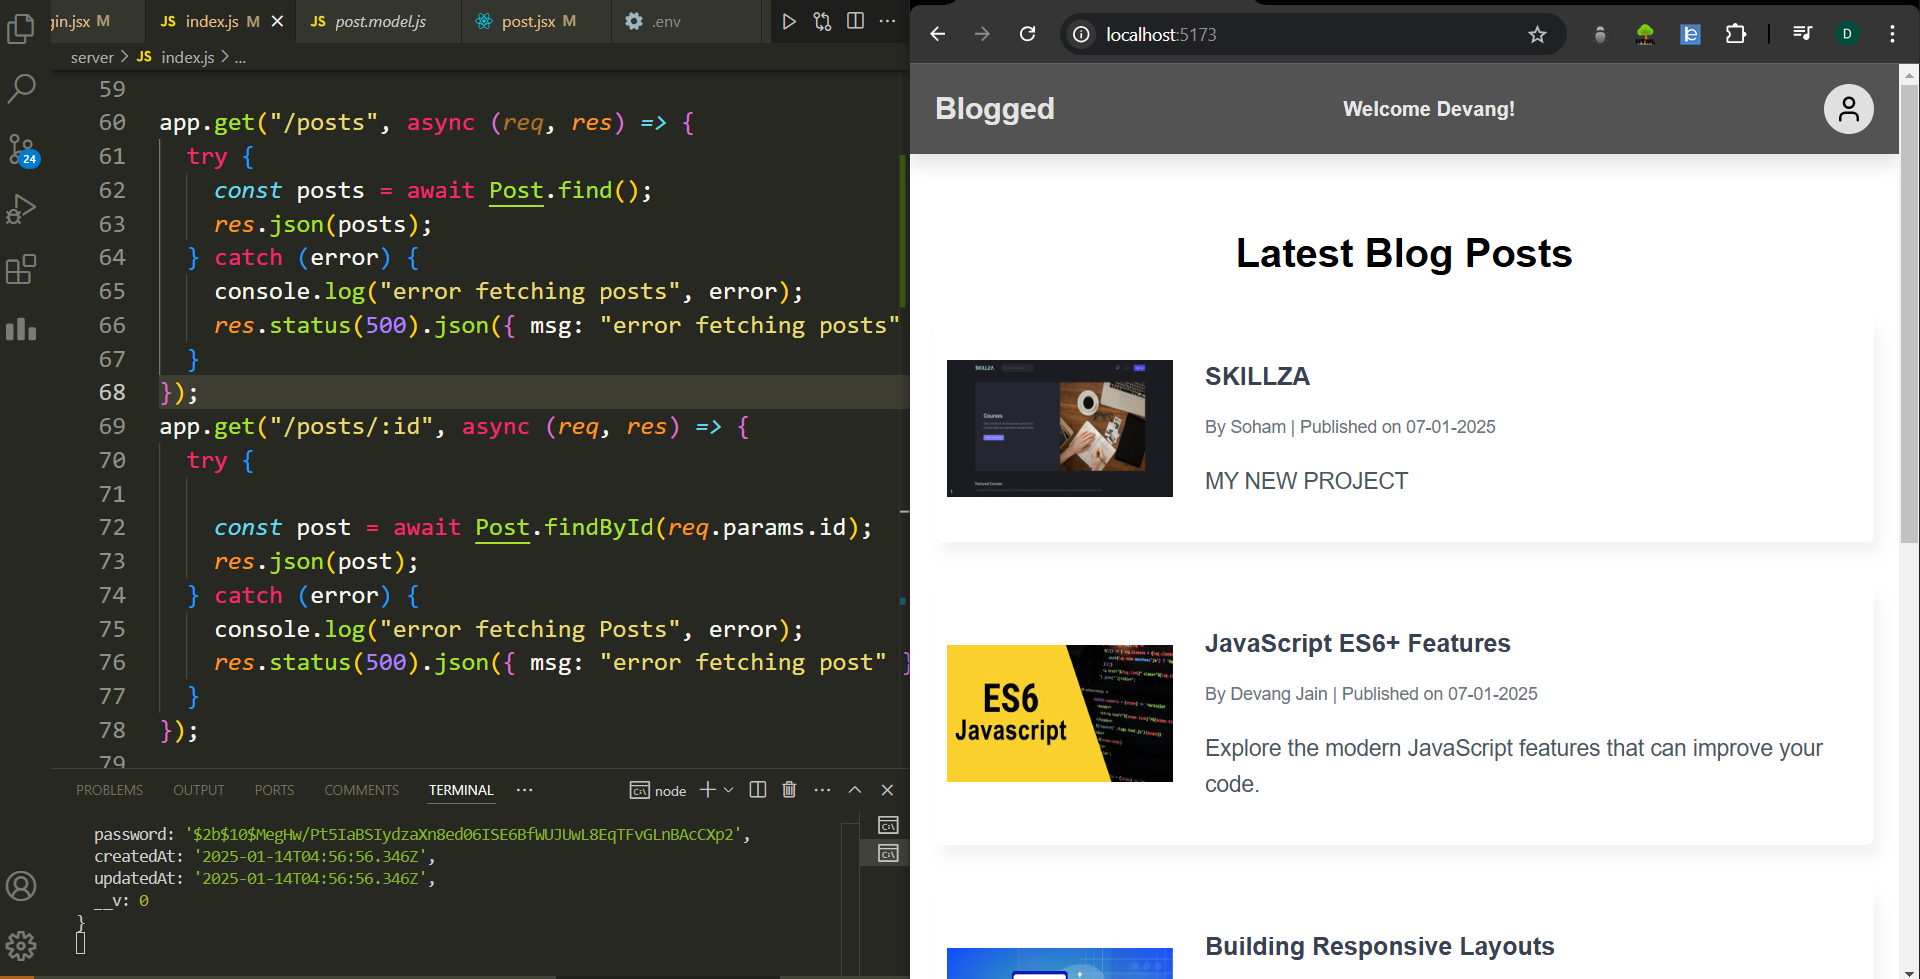 gin.jsx M
JS index.js M
JS post.model.js
post.jsx M
.env
server > JS index.js > ...
24
59
60 app.get("/posts", async (req, res) => {
61 try {
62 const posts = await Post.find();
63 res.json(posts);
64 } catch (error) {
65 console.log("error fetching posts", error);
66 res.status(500).json({ msg: "error fetching posts"
67 }
68 });
69 app.get("/posts/:id", async (req, res) => {
70 try {
71
72 const post = await Post.findById(req.params.id);
73 res.json(post);
74 } catch (error) {
75 console.log("error fetching Posts", error);
76 res.status(500).json({ msg: "error fetching post" }
77 }
78 });
79
PROBLEMS OUTPUT PORTS COMMENTS TERMINAL ... node
password: '$2b$10$MegHw/Pt5IaBSIydzaXn8ed06ISE6BfWUJUwL8EqTFvGLnBAcCXp2',
createdAt: '2025-01-14T04:56:56.346Z',
updatedAt: '2025-01-14T04:56:56.346Z',
__v: 0
}
localhost:5173
D
Blogged
Welcome Devang!
Latest Blog Posts
SKILLZA
Courses
Featured Courses
SKILLZA
By Soham | Published on 07-01-2025
MY NEW PROJECT
ES6
Javascript
JavaScript ES6+ Features
By Devang Jain | Published on 07-01-2025
Explore the modern JavaScript features that can improve your
code.
Building Responsive Layouts